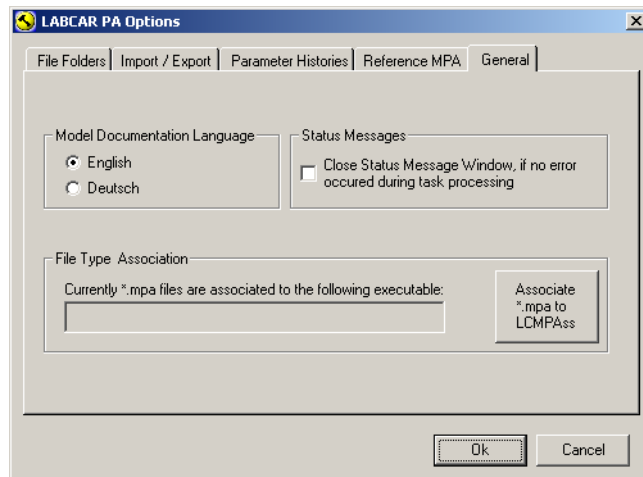 LABCAR PA Options
File Folders
Import / Export
Parameter Histories
Reference MPA
General
Model Documentation Language
English
Deutsch
Status Messages
Close Status Message Window, if no error
occured during task processing
File Type Association
Currently *.mpa files are associated to the following executable:
Associate
*.mpa to
LCMPAss
Ok
Cancel